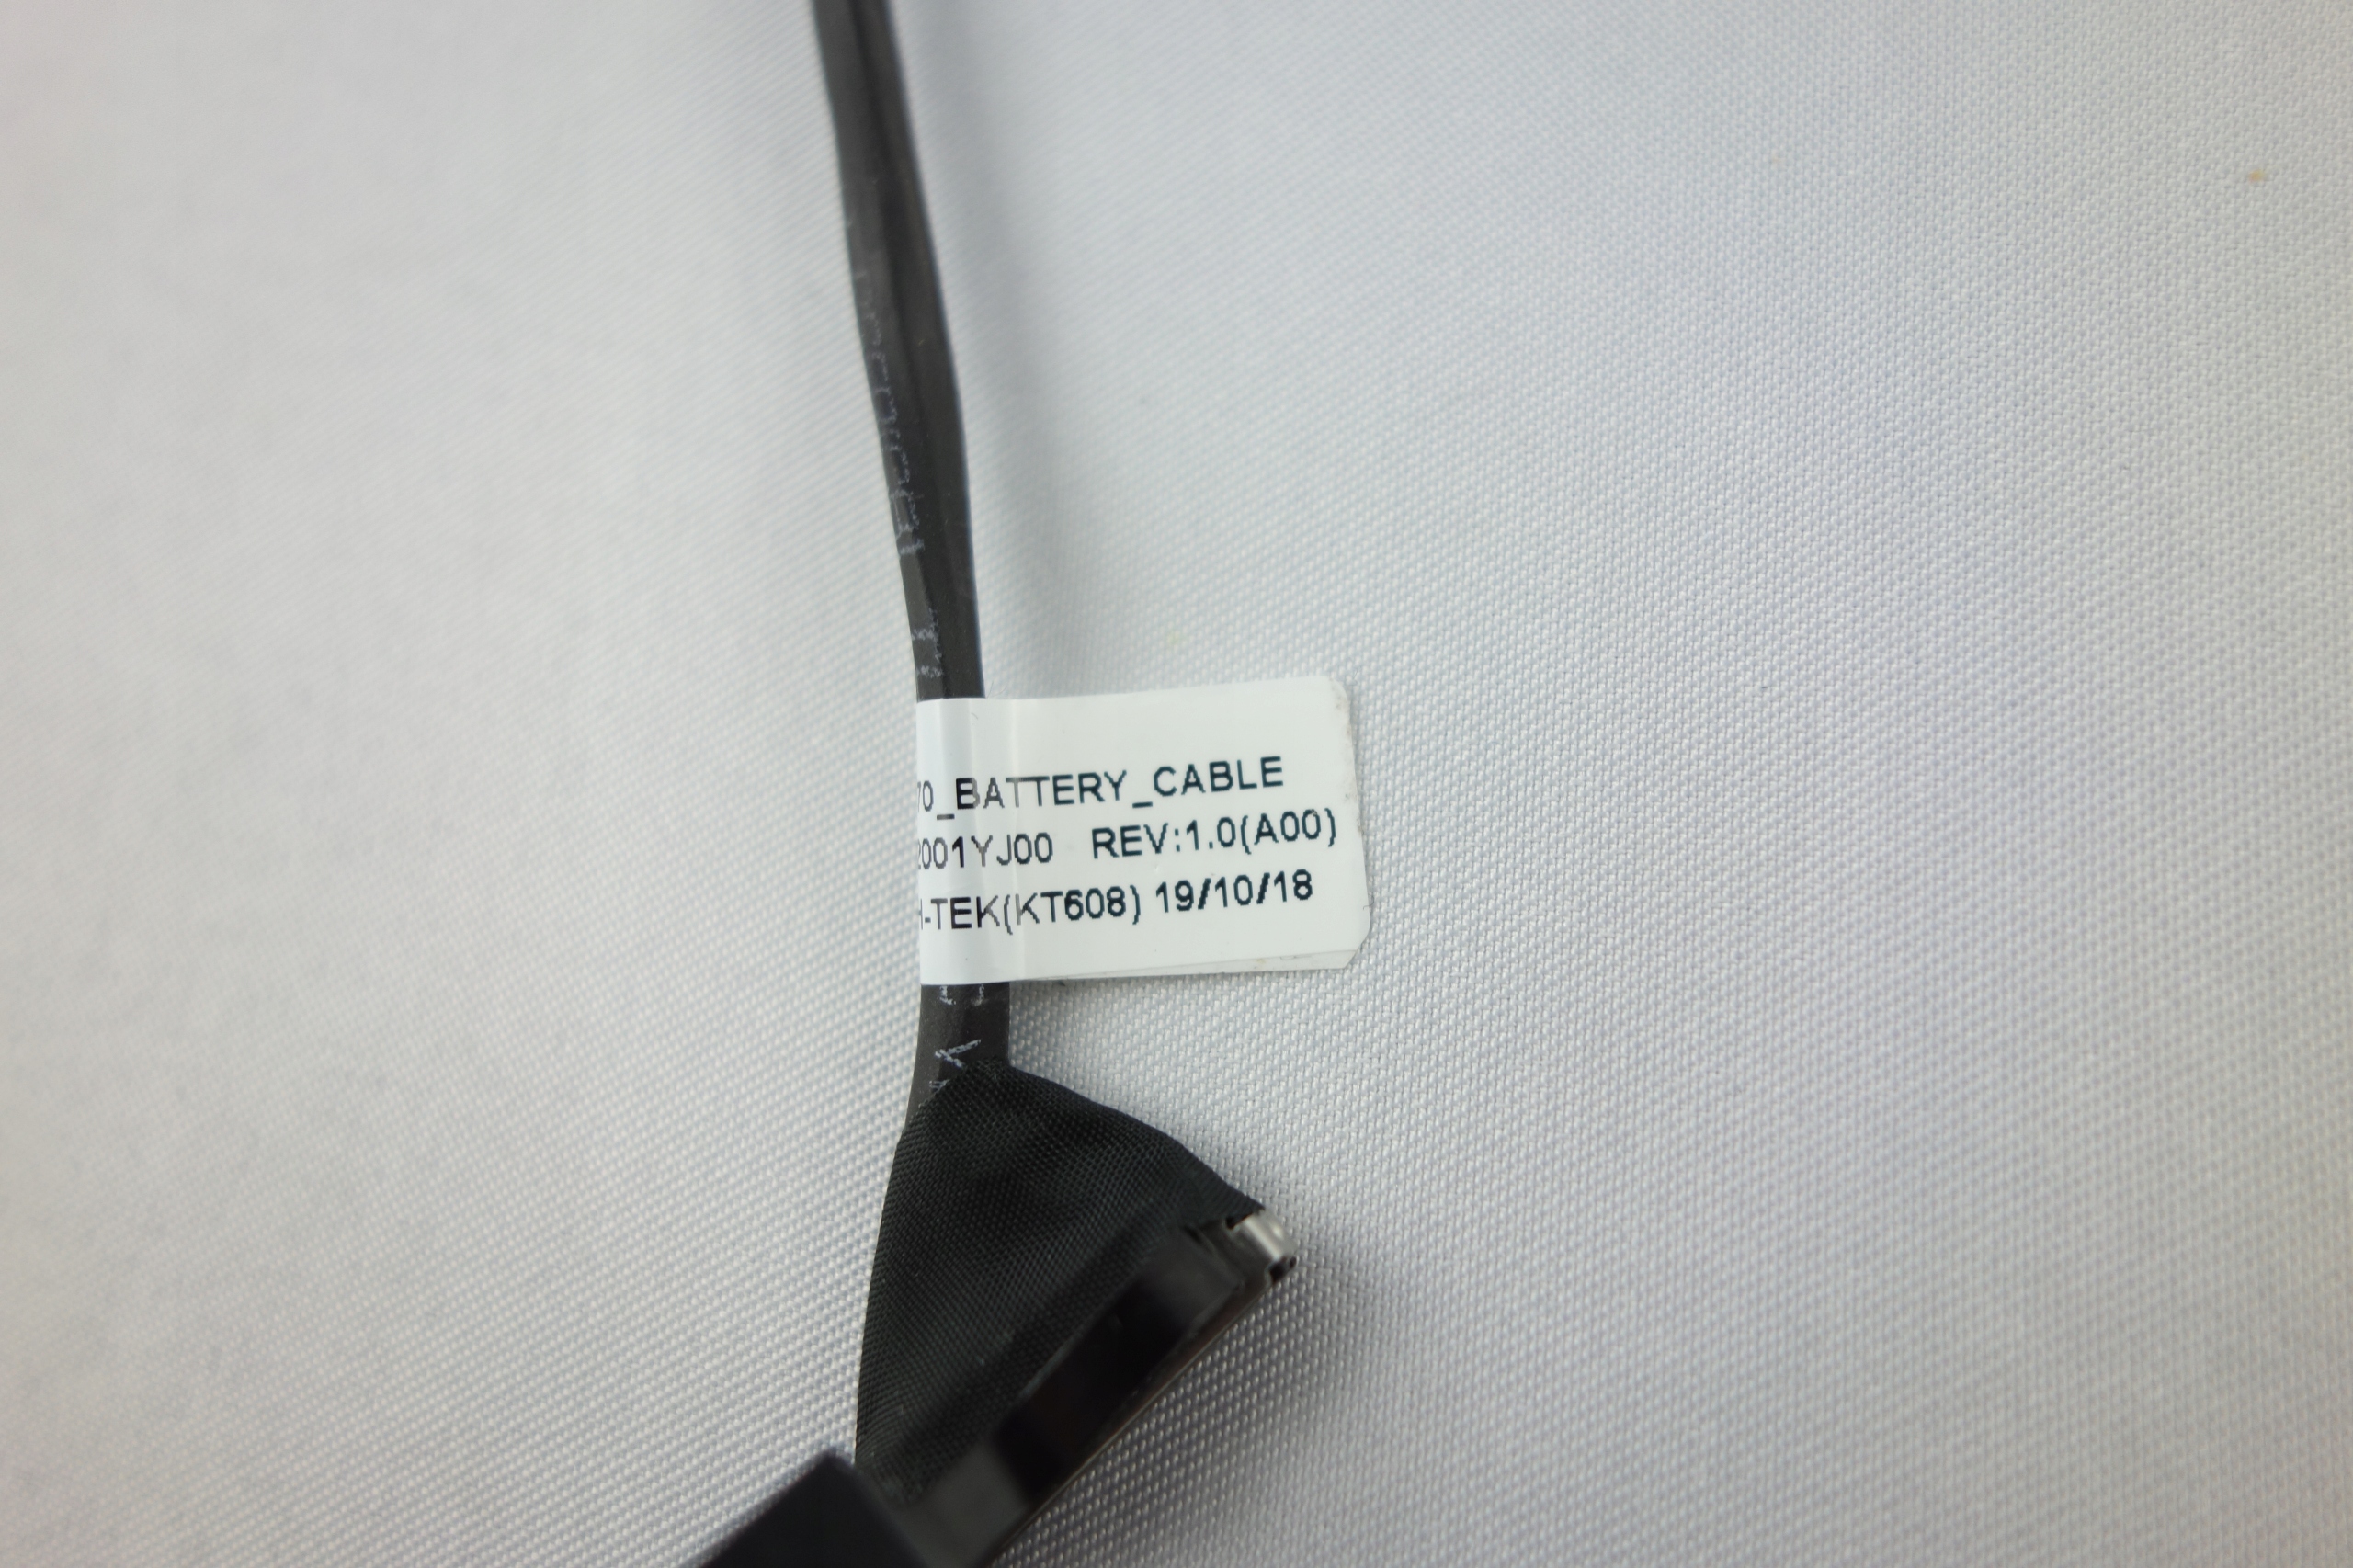 70_BATTERY_CABLE
2001YJ00 REV:1.0(A00)
H-TEK(KT608) 19/10/18